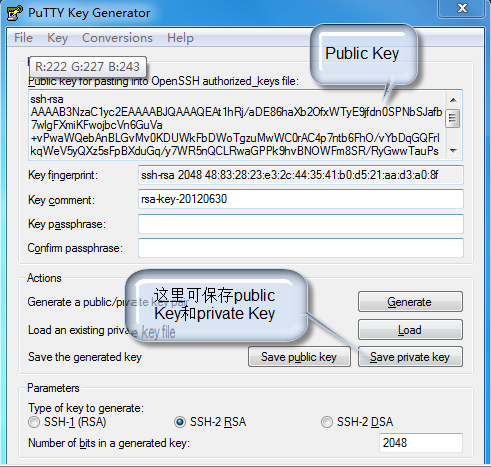 PuTTY Key Generator
File Key Conversions Help
R:222 G:227 B:243
Public Key
Public key for pasting into OpenSSH authorized_keys file:
ssh-rsa
AAAAB3NzaC1yc2EAAAABJQAAAQEAt1hRj/aDE86haXb2OfxWTyE9jfdn0SPNbSJafb
7wIgFXmiKFwojbcVn6GuVa
+vPwaWQebAnBLGvMv0KDUWkFbDWoTgzuMwWC0rAC4p7ntb6FhO/vYbDqGQFrI
kqWeV5yQXz5sFpBXduGq/y7WR5nQCLRwaGPPk9hvBNOWFm8SR/RyGwwTauPs
Key fingerprint: ssh-rsa 2048 48:83:28:23:e3:2c:44:35:41:b0:d5:21:aa:d3:a0:8f
Key comment: rsa-key-20120630
Key passphrase:
Confirm passphrase:
Actions
Generate a public/private key Generate
这里可保存public
Key和private Key
Load an existing private key file Load
Save the generated key Save public key Save private key
Parameters
Type of key to generate:
SSH-1 (RSA) SSH-2 RSA SSH-2 DSA
Number of bits in a generated key: 2048